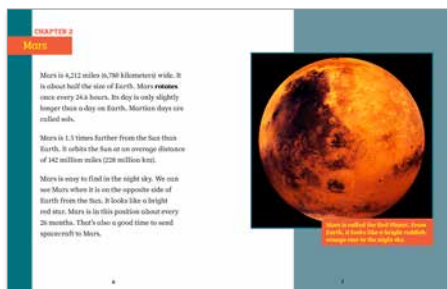 CHAPTER 2
Mars
Mars is 4,212 miles (6,780 kilometers) wide. It
is about half the size of Earth. Mars rotates
once every 24.6 hours. Its day is only slightly
longer than a day on Earth. Martian days are
called sols.
Mars is 1.5 times farther from the Sun than
Earth. It orbits the Sun at an average distance
of 142 million miles (228 million km).
Mars is easy to find in the night sky. We can
see Mars when it is on the opposite side of
Earth from the Sun. It looks like a bright
red star. Mars is in this position about every
26 months. That's also a good time to send
spacecraft to Mars.
Mars is called the Red Planet. From
Earth, it looks like a bright reddish-
orange star in the night sky.